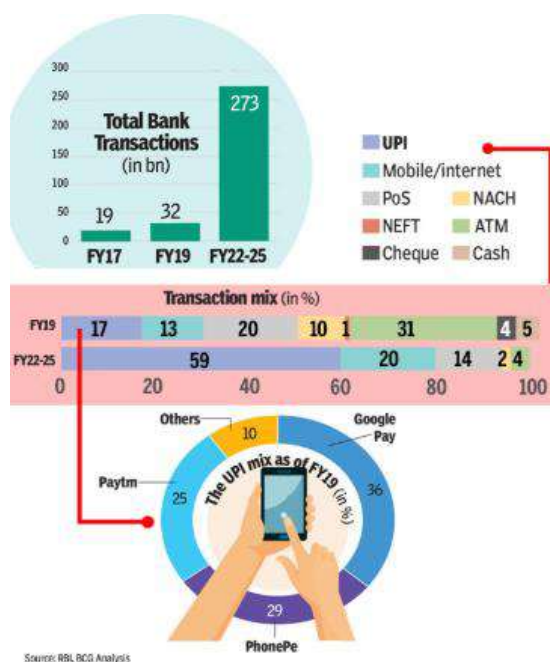 300
250
200
150
100
50
0
Total Bank
Transactions
(in bn)
19
32
273
FY17
FY19
FY22-25
UPI
Mobile/internet
PoS
NACH
NEFT
ATM
Cheque
Cash
Transaction mix (in %)
FY19 17 13 20 10 1 31 4 5
FY22-25 59 20 14 2 4
0 20 40 60 80 100
Others
10
Google
Pay
36
Paytm
25
The UPI mix as of FY19 (in %)
29
PhonePe
Source: RBI, BCG Analysis